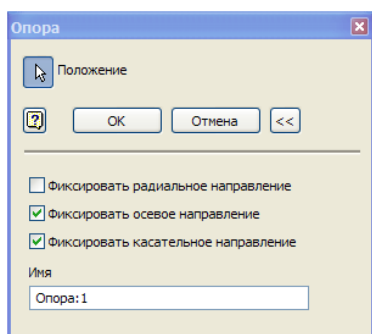 Опора
Положение
OK Отмена <<
Фиксировать радиальное направление
Фиксировать осевое направление
Фиксировать касательное направление
Имя
Опора:1